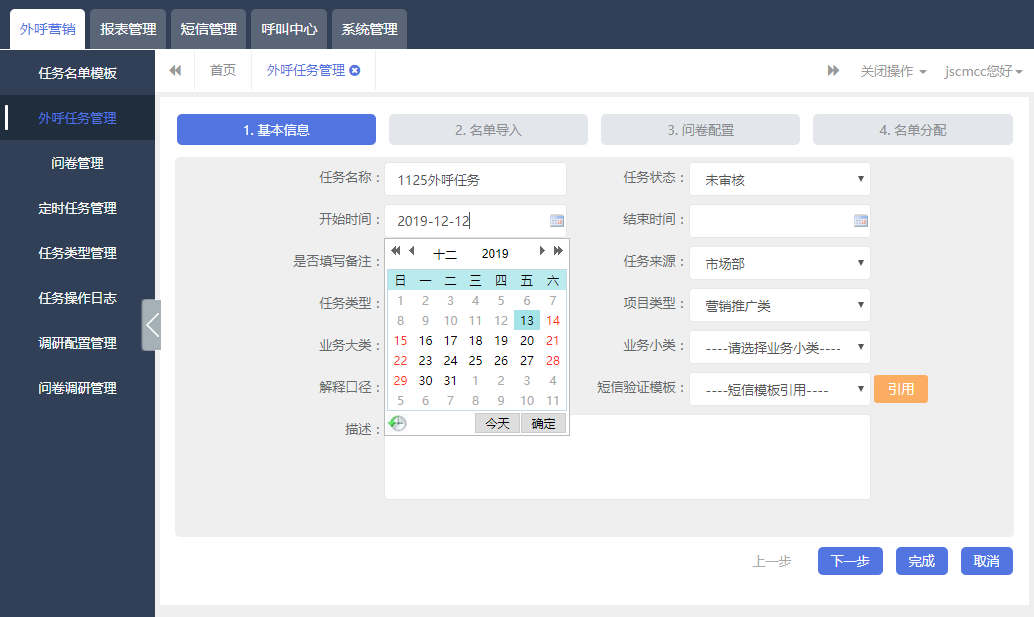 外呼营销 报表管理 短信管理 呼叫中心 系统管理
任务名单模板
外呼任务管理
问卷管理
定时任务管理
任务类型管理
任务操作日志
调研配置管理
问卷调研管理
首页 外呼任务管理 关闭操作 jscmcc您好
1. 基本信息 2. 名单导入 3. 问卷配置 4. 名单分配
任务名称： 1125外呼任务 任务状态： 未审核
开始时间： 2019-12-12 结束时间：
是否填写备注： 任务来源： 市场部
任务类型： 项目类型： 营销推广类
业务大类： 业务小类： ----请选择业务小类----
解释口径： 短信验证模板： ----短信模板引用---- 引用
描述：
十二 2019
日 一 二 三 四 五 六
1 2 3 4 5 6 7
8 9 10 11 12 13 14
15 16 17 18 19 20 21
22 23 24 25 26 27 28
29 30 31 1 2 3 4
5 6 7 8 9 10 11
今天 确定
上一步 下一步 完成 取消